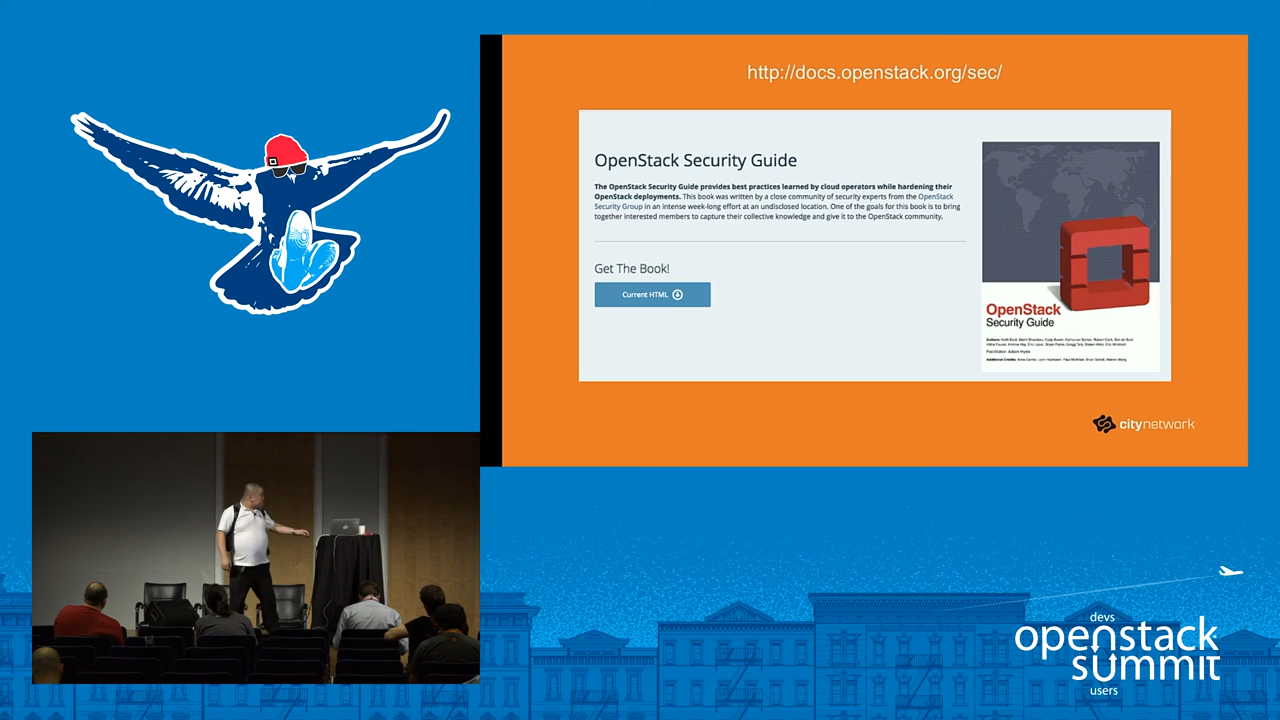 http://docs.openstack.org/sec/
OpenStack Security Guide
The OpenStack Security Guide provides best practices learned by cloud operators while hardening their
OpenStack deployments. This book was written by a close community of security experts from the OpenStack
Security Group in an intense week-long effort at an undisclosed location. One of the goals for this book is to bring
together interested members to capture their collective knowledge and give it to the OpenStack community.
Get The Book!
Current HTML
OpenStack
Security Guide
Facilitator: Adam Hyde
citynetwork
devs
openstack
summit
users